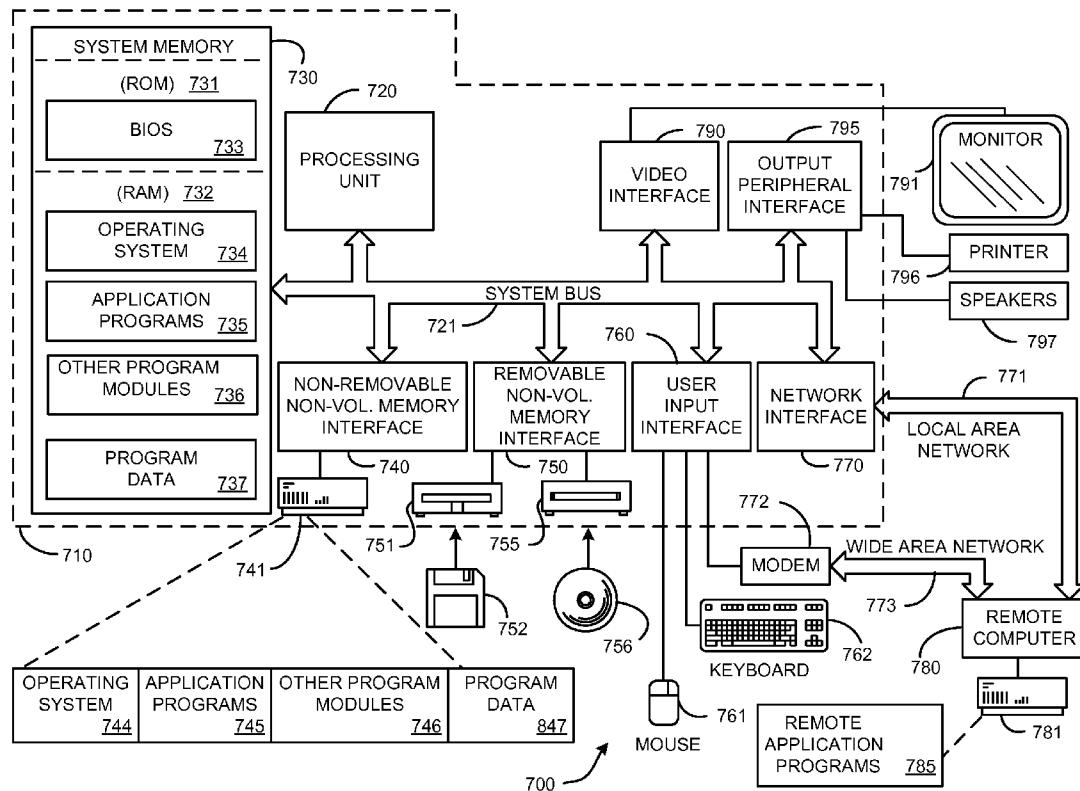 SYSTEM MEMORY
730
(ROM) 731
BIOS
733
(RAM) 732
OPERATING
SYSTEM
734
APPLICATION
PROGRAMS
735
OTHER PROGRAM
MODULES
736
PROGRAM
DATA
737
720
PROCESSING
UNIT
790
VIDEO
INTERFACE
795
OUTPUT
PERIPHERAL
INTERFACE
MONITOR
791
PRINTER
796
SPEAKERS
797
SYSTEM BUS
721
NON-REMOVABLE
NON-VOL. MEMORY
INTERFACE
740
REMOVABLE
NON-VOL.
MEMORY
INTERFACE
750
760
USER
INPUT
INTERFACE
NETWORK
INTERFACE
770
771
LOCAL AREA
NETWORK
710
741
751
752
755
756
772
MODEM
WIDE AREA NETWORK
773
KEYBOARD
762
MOUSE
761
REMOTE
COMPUTER
780
781
REMOTE
APPLICATION
PROGRAMS
785
OPERATING
SYSTEM
744
APPLICATION
PROGRAMS
745
OTHER PROGRAM
MODULES
746
PROGRAM
DATA
847
700